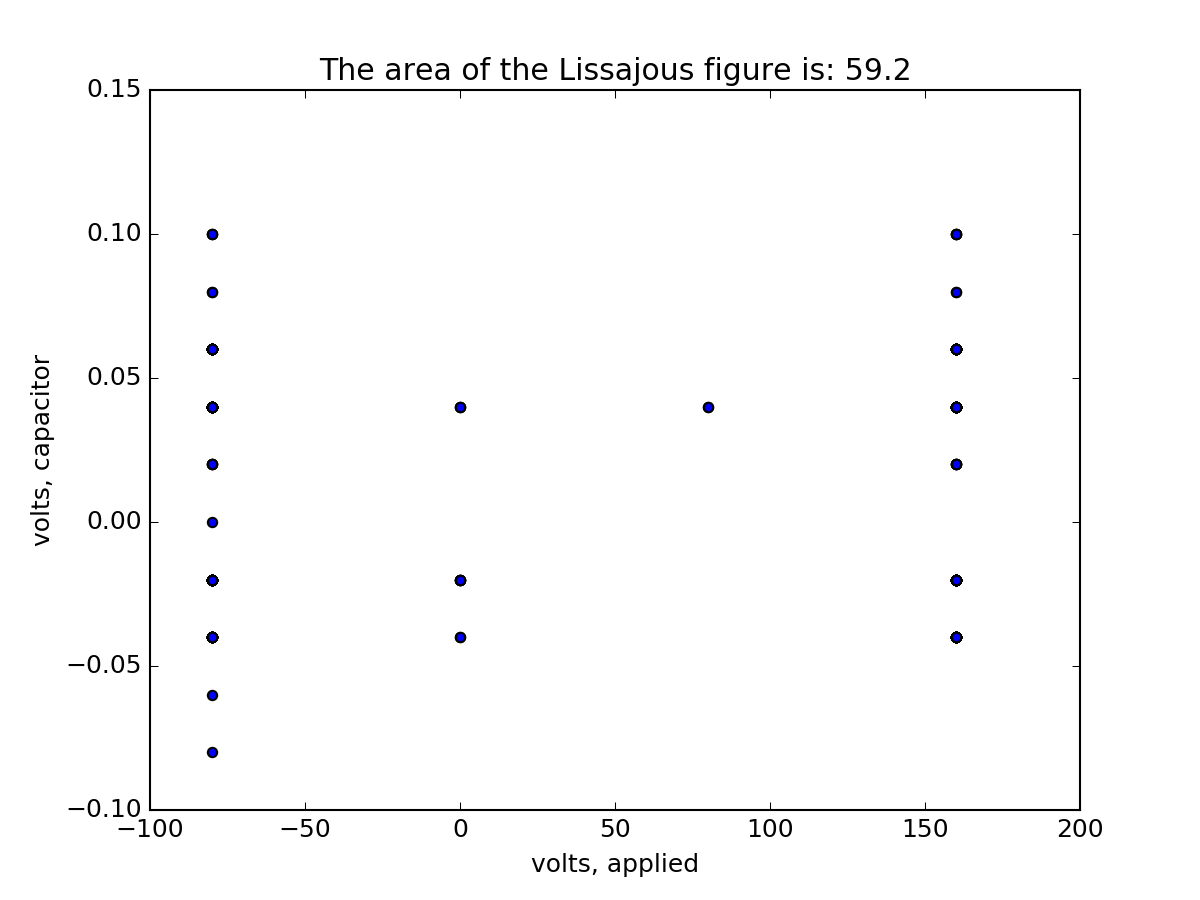 The area of the Lissajous figure is: 59.2
0.15
0.10
0.05
0.00
−0.05
−0.10
volts, capacitor
−100 −50 0 50 100 150 200
volts, applied